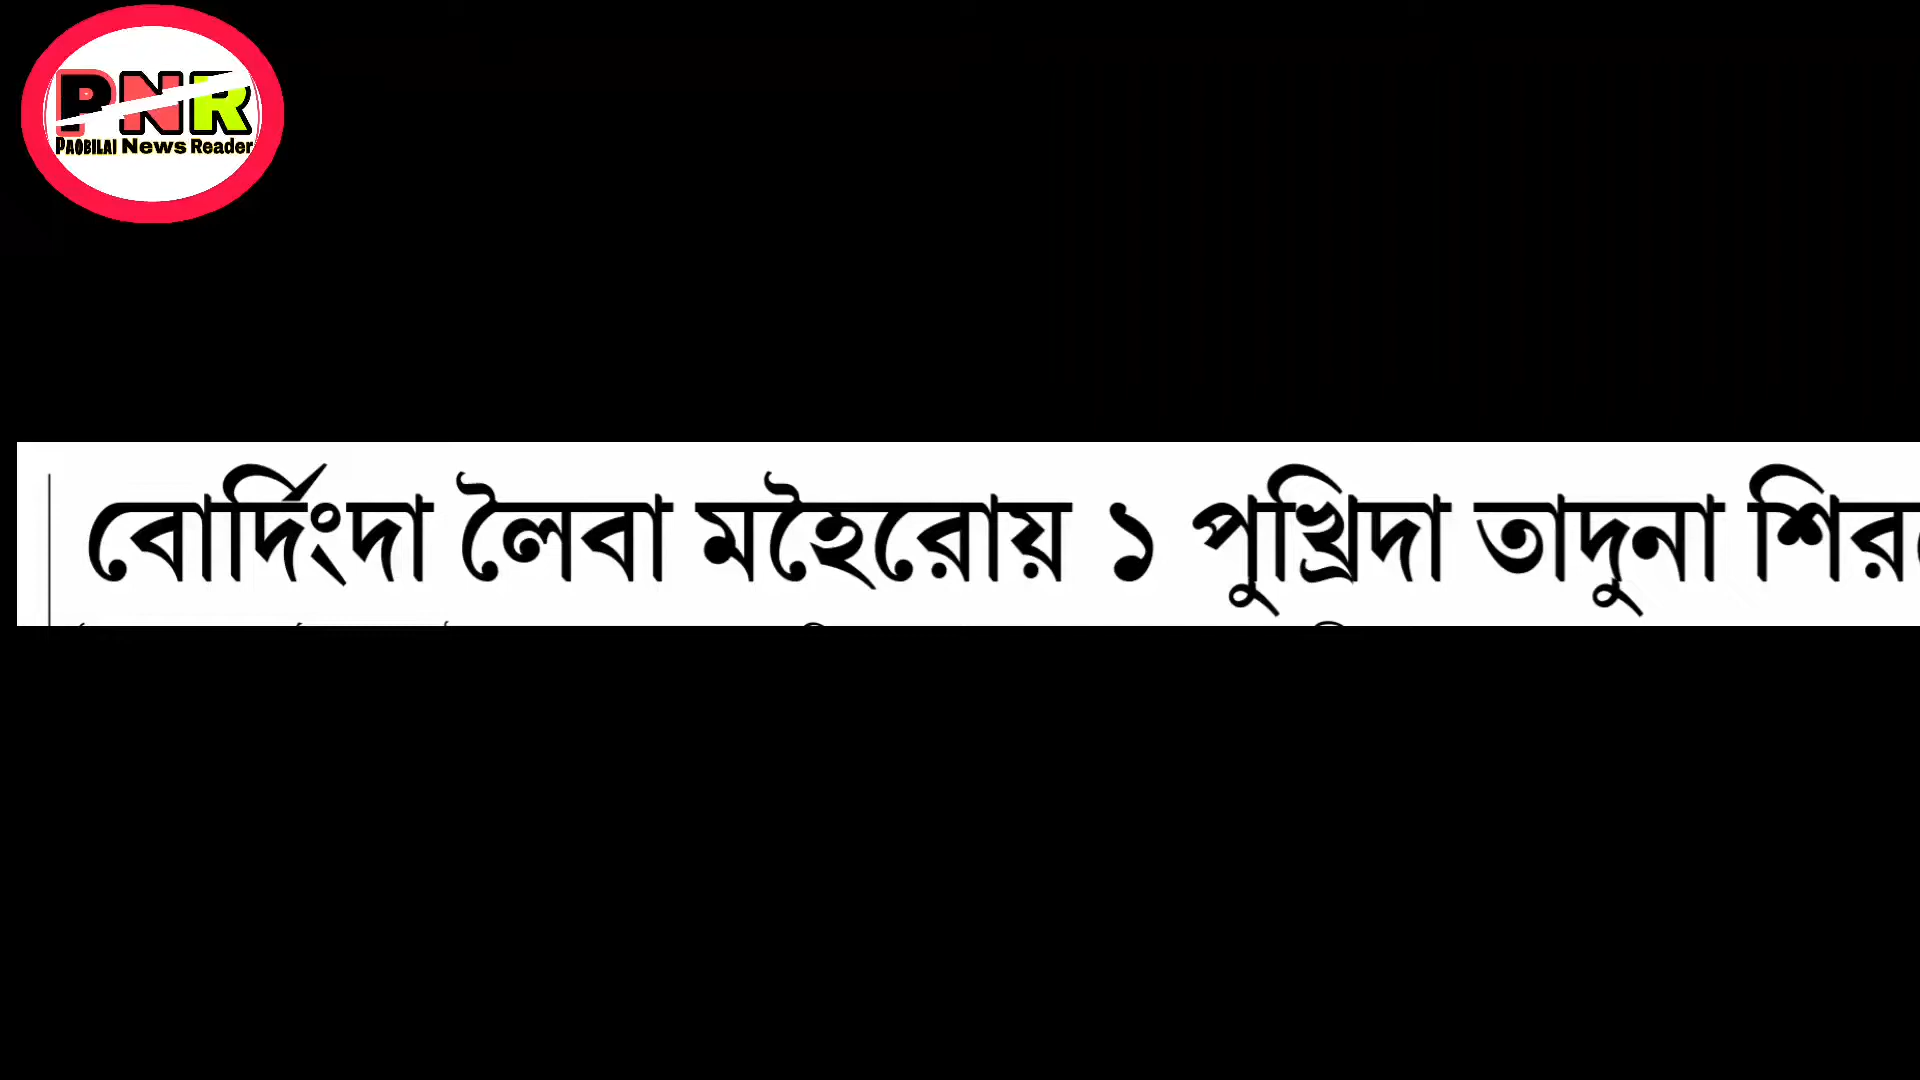 PNR
PAOBILAI News Reader
বোর্দিংদা লৈবা মহৈরোয় ১ পুখ্রিদা তাদুনা